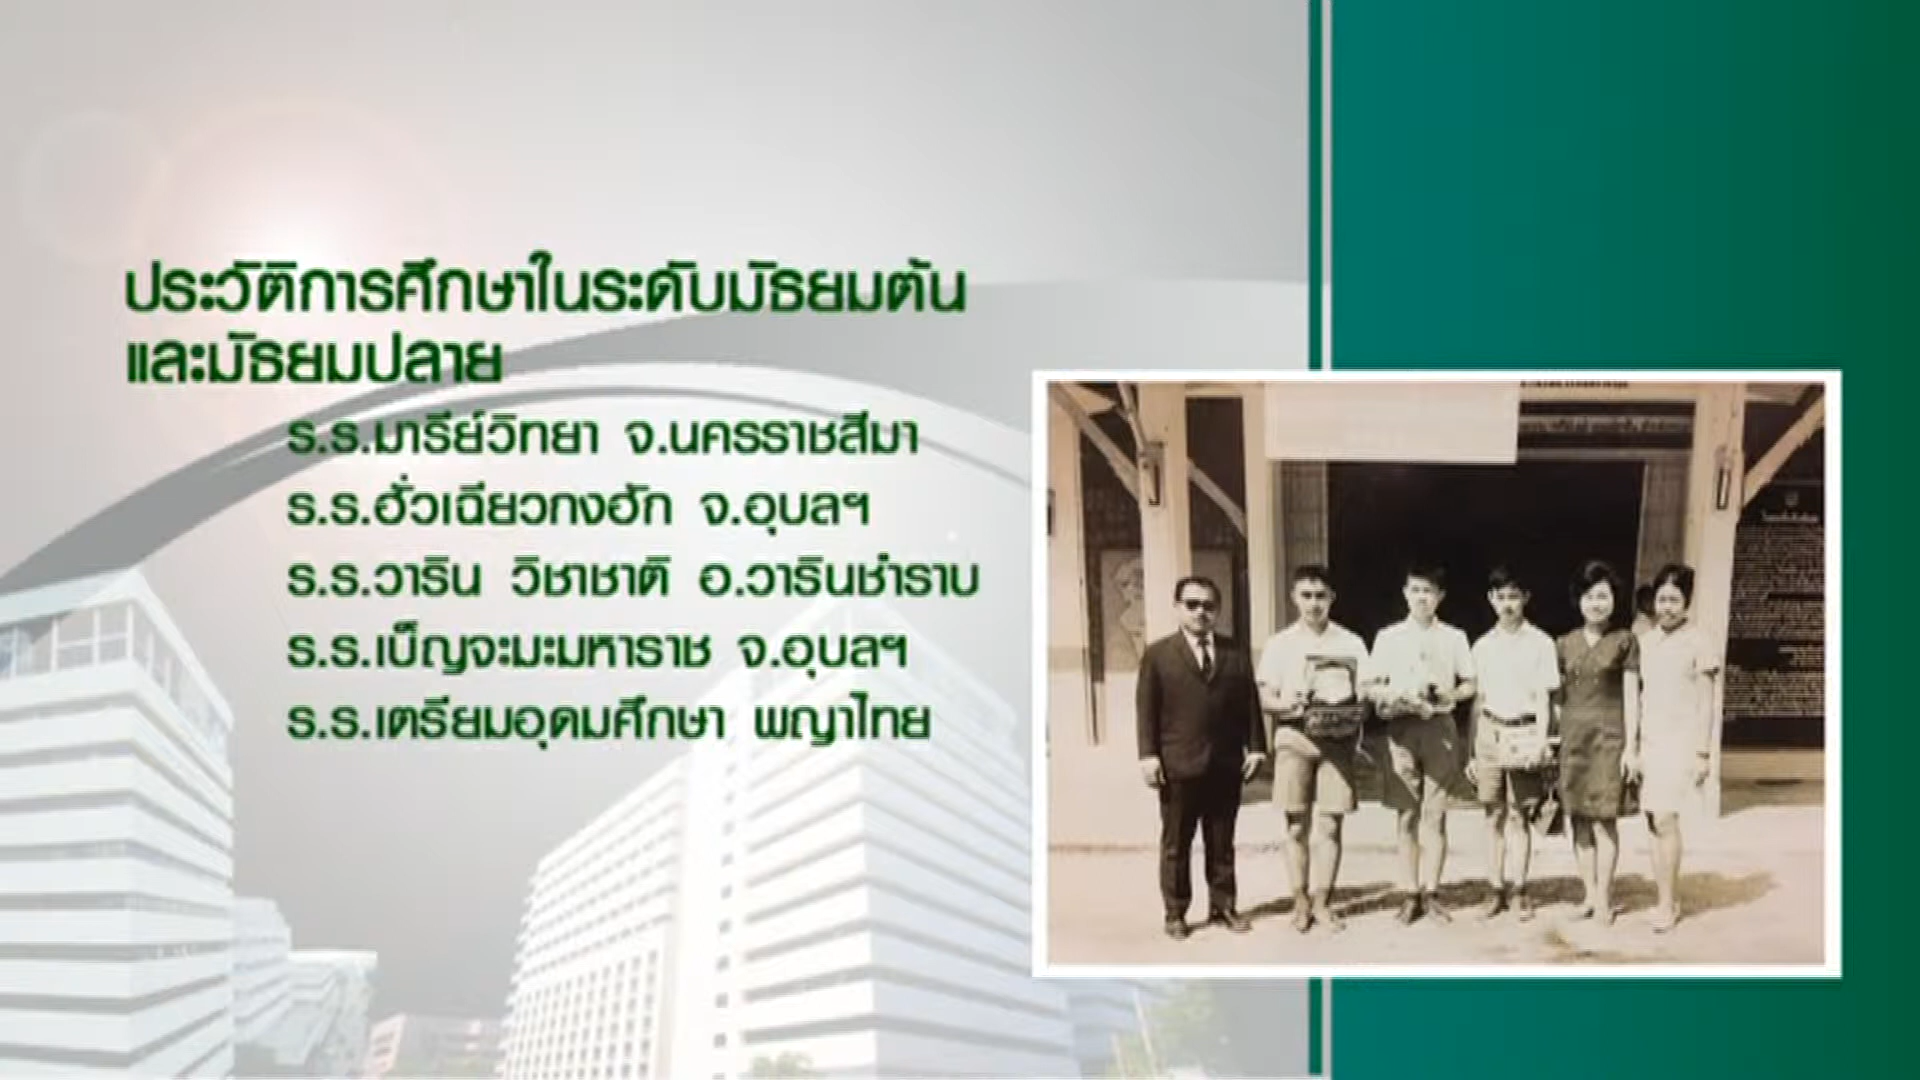 ประวัติการศึกษาในระดับมัธยมต้น
และมัธยมปลาย
ร.ร.มารีย์วิทยา จ.นครราชสีมา
ร.ร.ฮั่วเฉียวกงฮัก จ.อุบลฯ
ร.ร.วาริน วิชาชาติ อ.วารินชำราบ
ร.ร.เบ็ญจะมะมหาราช จ.อุบลฯ
ร.ร.เตรียมอุดมศึกษา พญาไทย